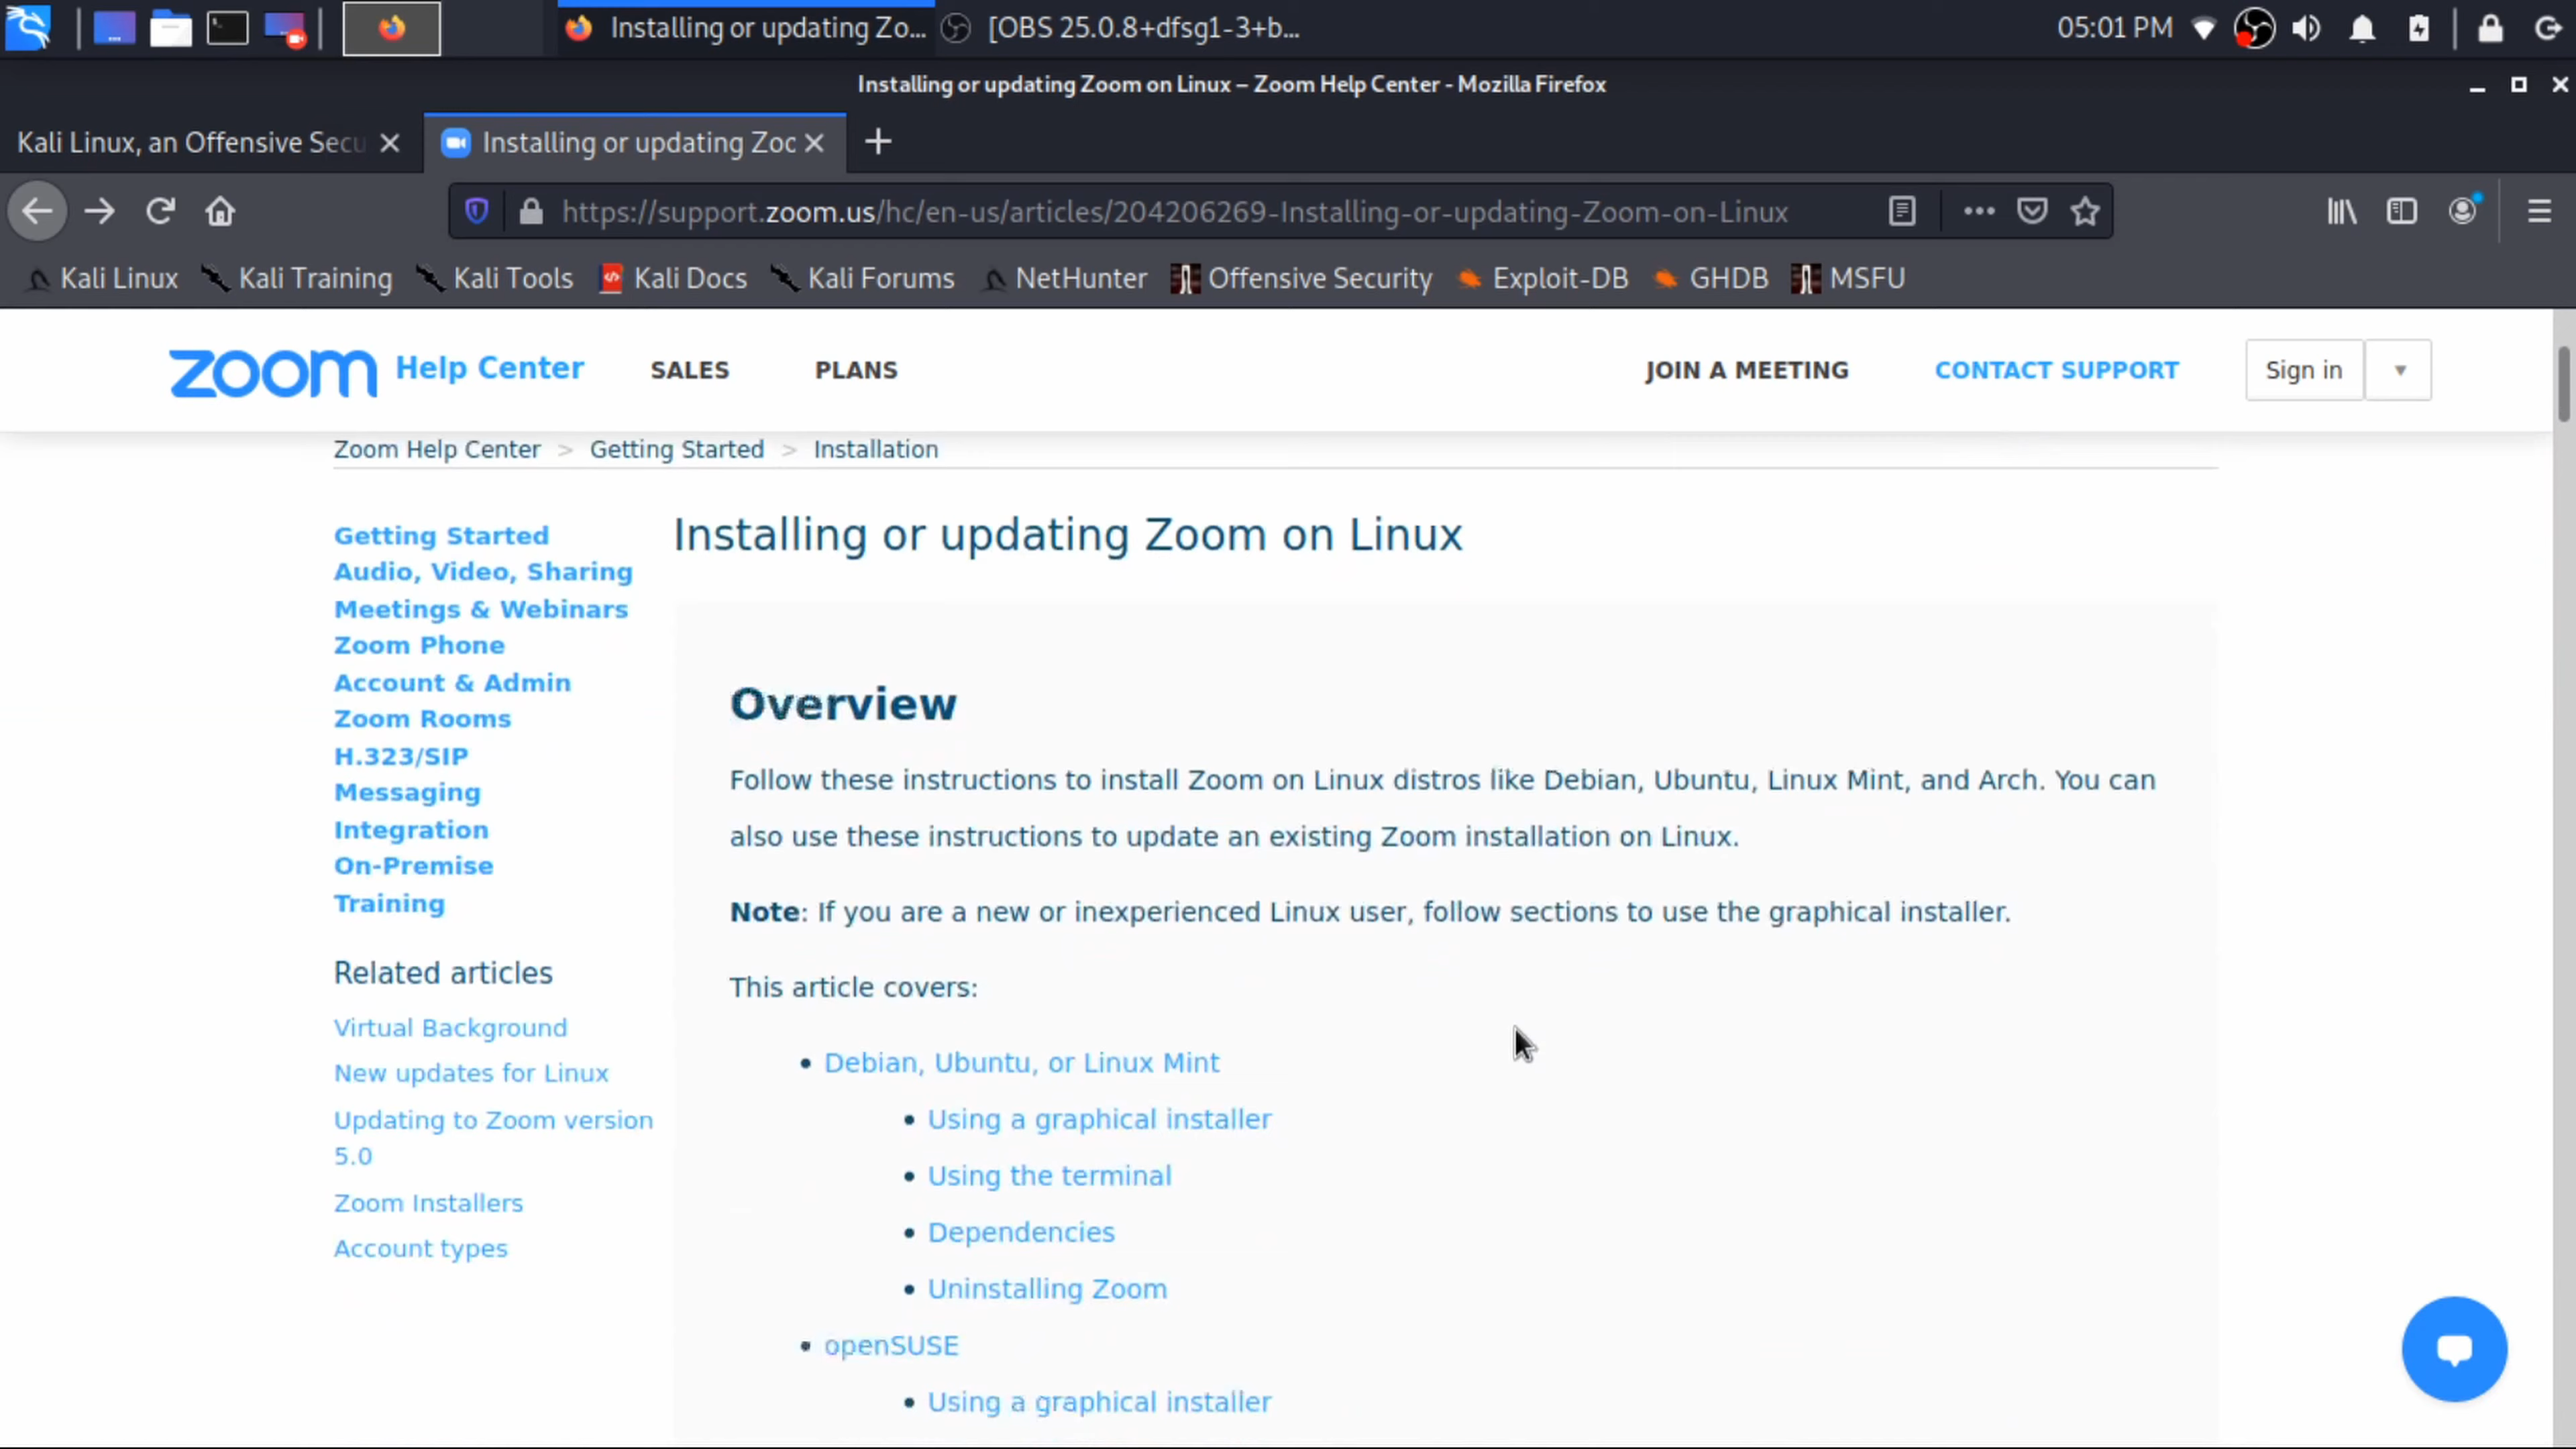 Installing or updating Zo...
[OBS 25.0.8+dfsg1-3+b...
05:01 PM
Installing or updating Zoom on Linux – Zoom Help Center - Mozilla Firefox
Kali Linux, an Offensive Secu
Installing or updating Zoc
https://support.zoom.us/hc/en-us/articles/204206269-Installing-or-updating-Zoom-on-Linux
Kali Linux
Kali Training
Kali Tools
Kali Docs
Kali Forums
NetHunter
Offensive Security
Exploit-DB
GHDB
MSFU
zoom Help Center
SALES
PLANS
JOIN A MEETING
CONTACT SUPPORT
Sign in
Zoom Help Center > Getting Started > Installation
Getting Started
Audio, Video, Sharing
Meetings & Webinars
Zoom Phone
Account & Admin
Zoom Rooms
H.323/SIP
Messaging
Integration
On-Premise
Training
Related articles
Virtual Background
New updates for Linux
Updating to Zoom version
5.0
Zoom Installers
Account types
Installing or updating Zoom on Linux
Overview
Follow these instructions to install Zoom on Linux distros like Debian, Ubuntu, Linux Mint, and Arch. You can
also use these instructions to update an existing Zoom installation on Linux.
Note: If you are a new or inexperienced Linux user, follow sections to use the graphical installer.
This article covers:
• Debian, Ubuntu, or Linux Mint
• Using a graphical installer
• Using the terminal
• Dependencies
• Uninstalling Zoom
• openSUSE
• Using a graphical installer